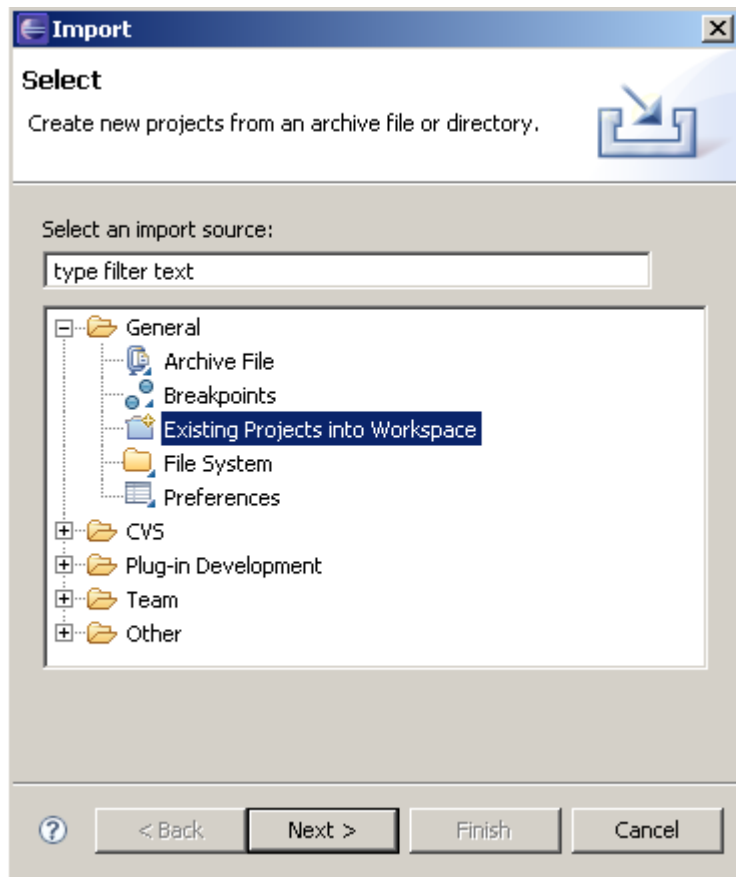 Import
Select
Create new projects from an archive file or directory.
Select an import source:
type filter text
General
Archive File
Breakpoints
Existing Projects into Workspace
File System
Preferences
CVS
Plug-in Development
Team
Other
? < Back Next > Finish Cancel